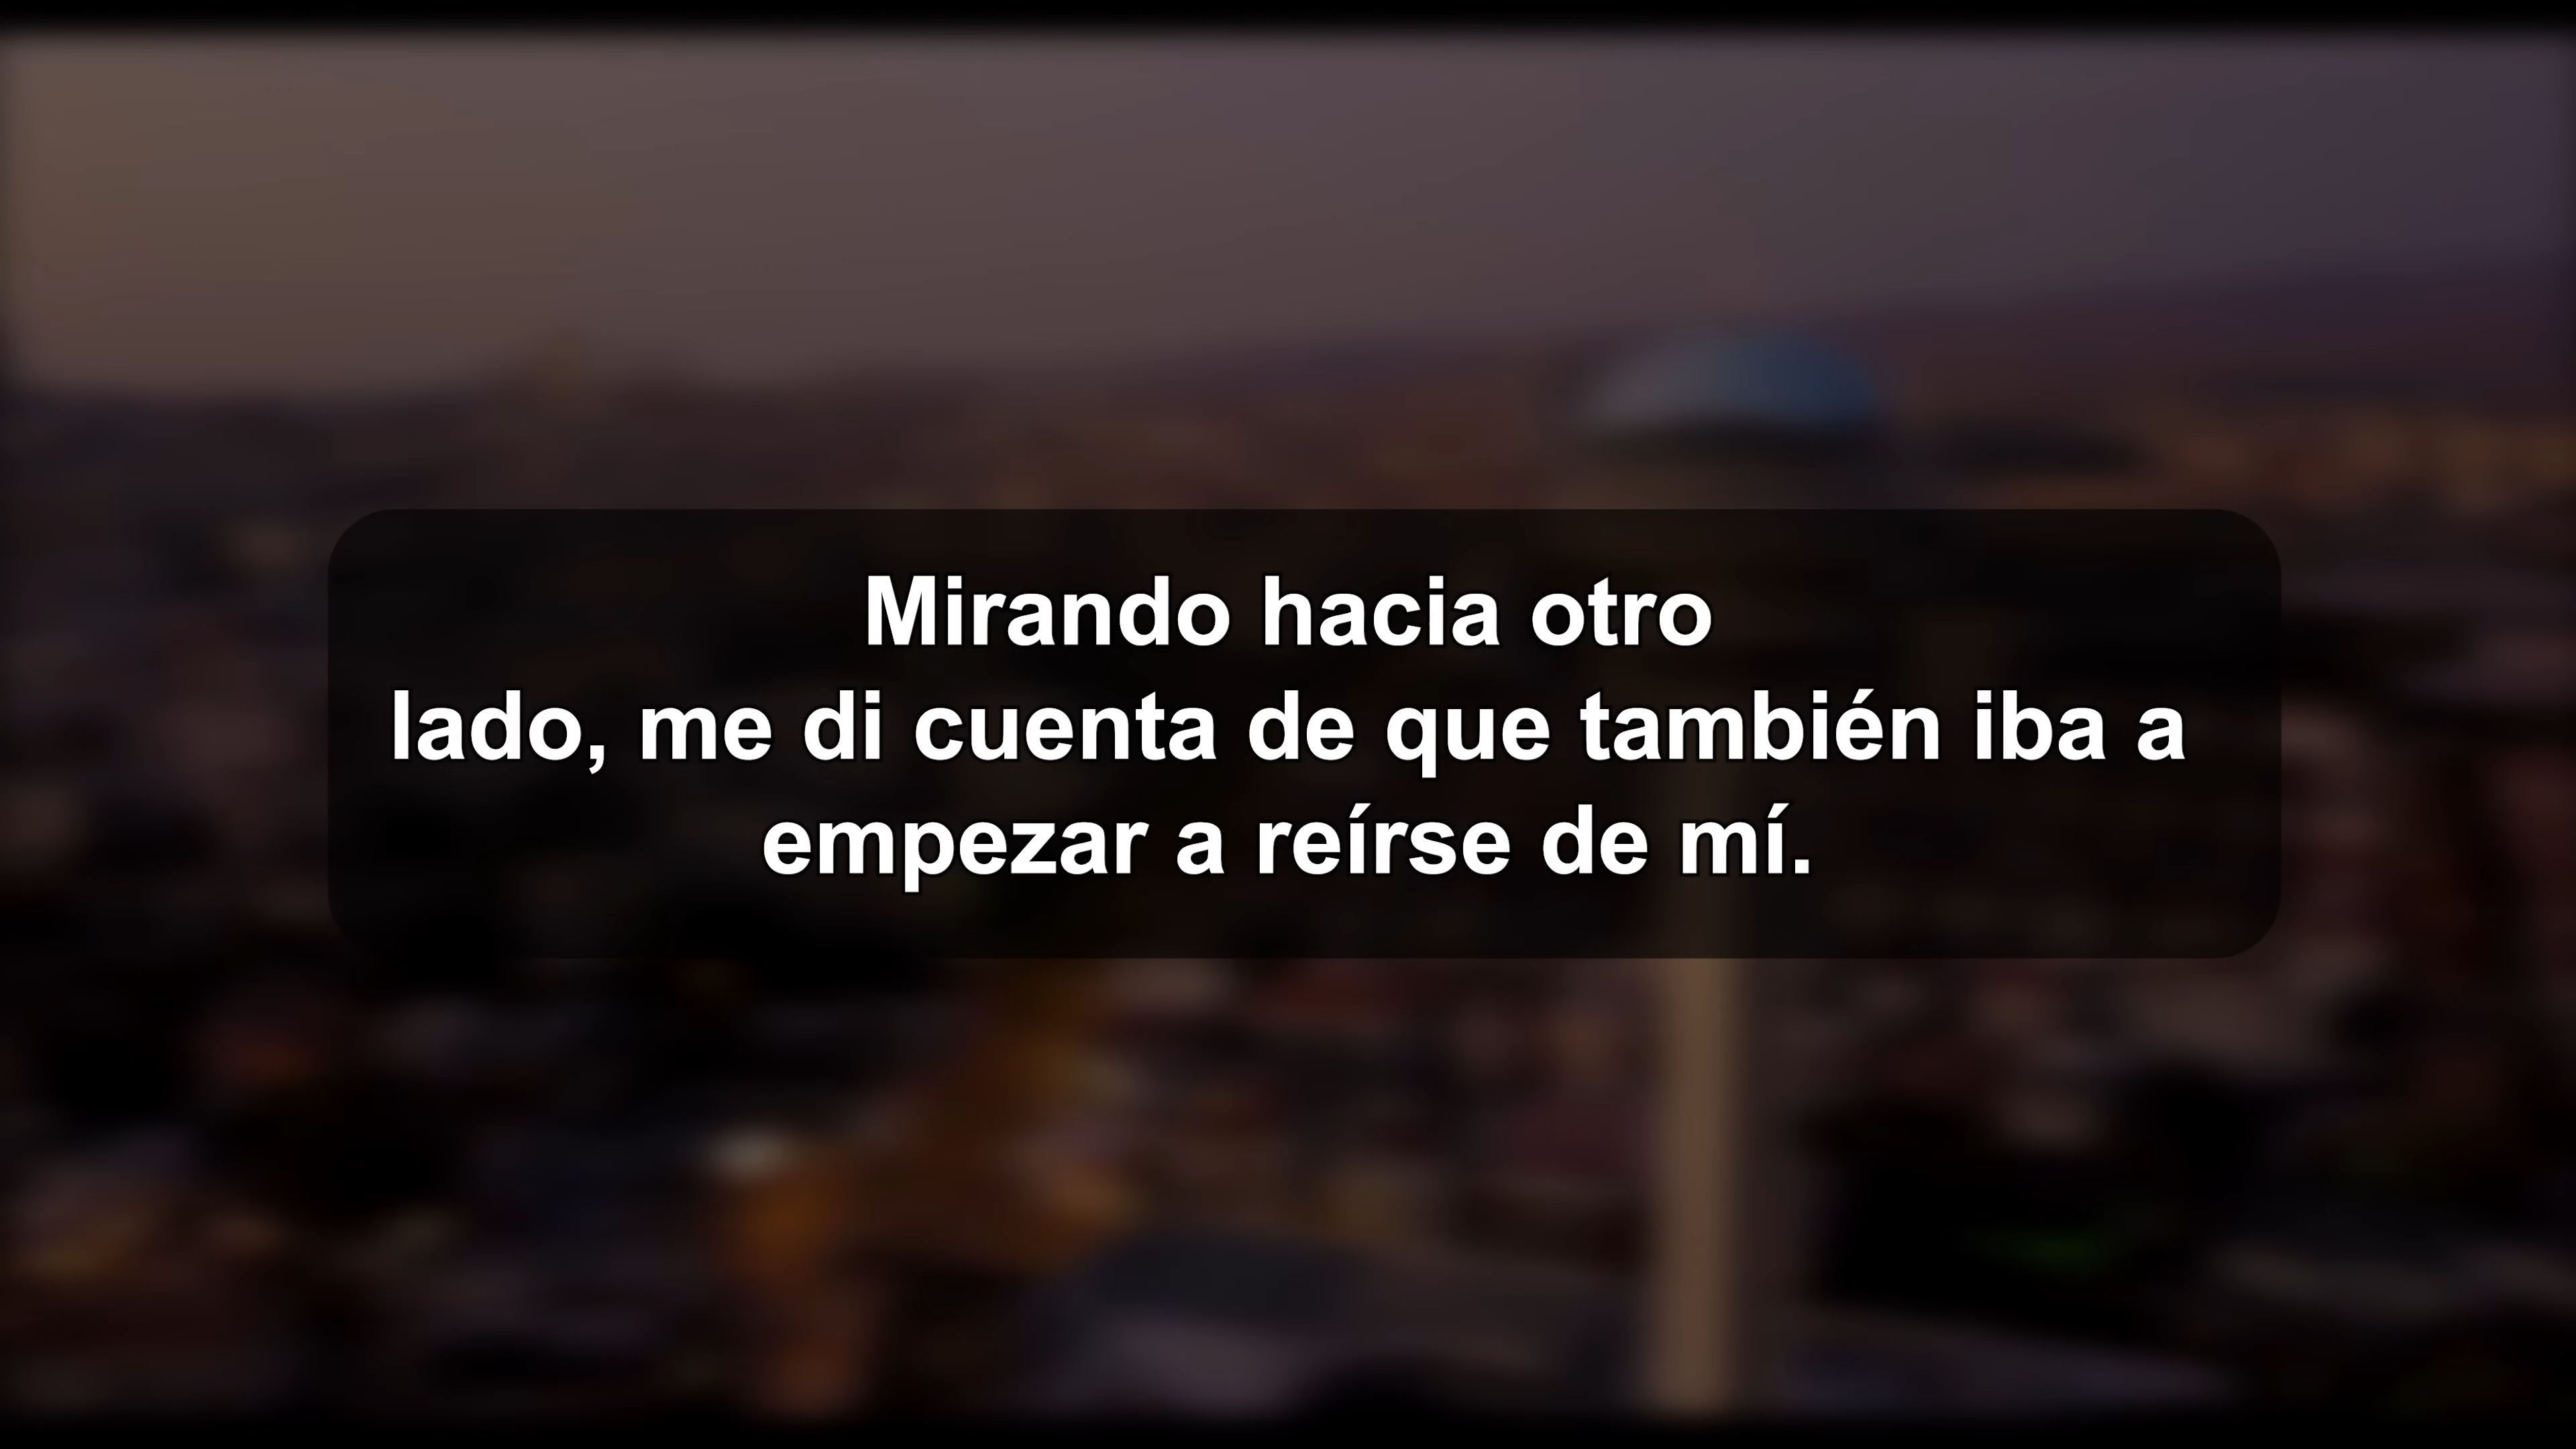 Mirando hacia otro
lado, me di cuenta de que también iba a
empezar a reírse de mí.